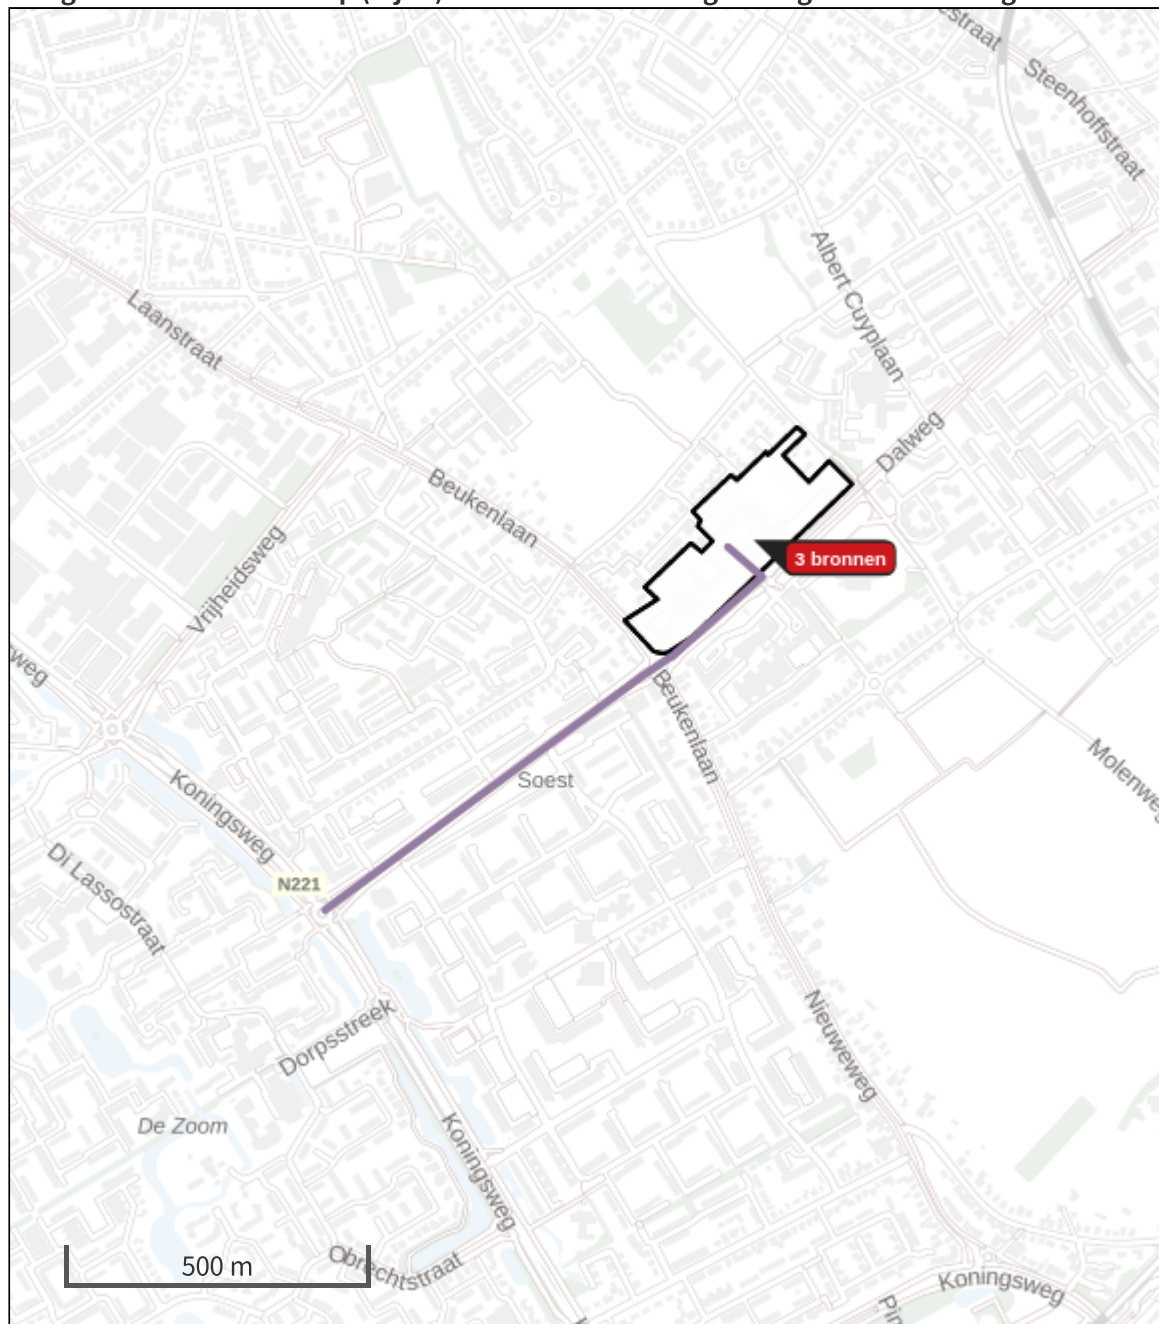 Steenhoffstraat
Albert Cuyplaan
Laanstraat
Dalweg
Beukenlaan
Vrijheidsweg
3 bronnen
weg
Beukenlaan
Soest
Molenweg
Koningsweg
Di Lassostraat
N221
Nieuweweg
Dorpsstreek
De Zoom
Koningsweg
500 m
Obrechtstraat
Koningsweg